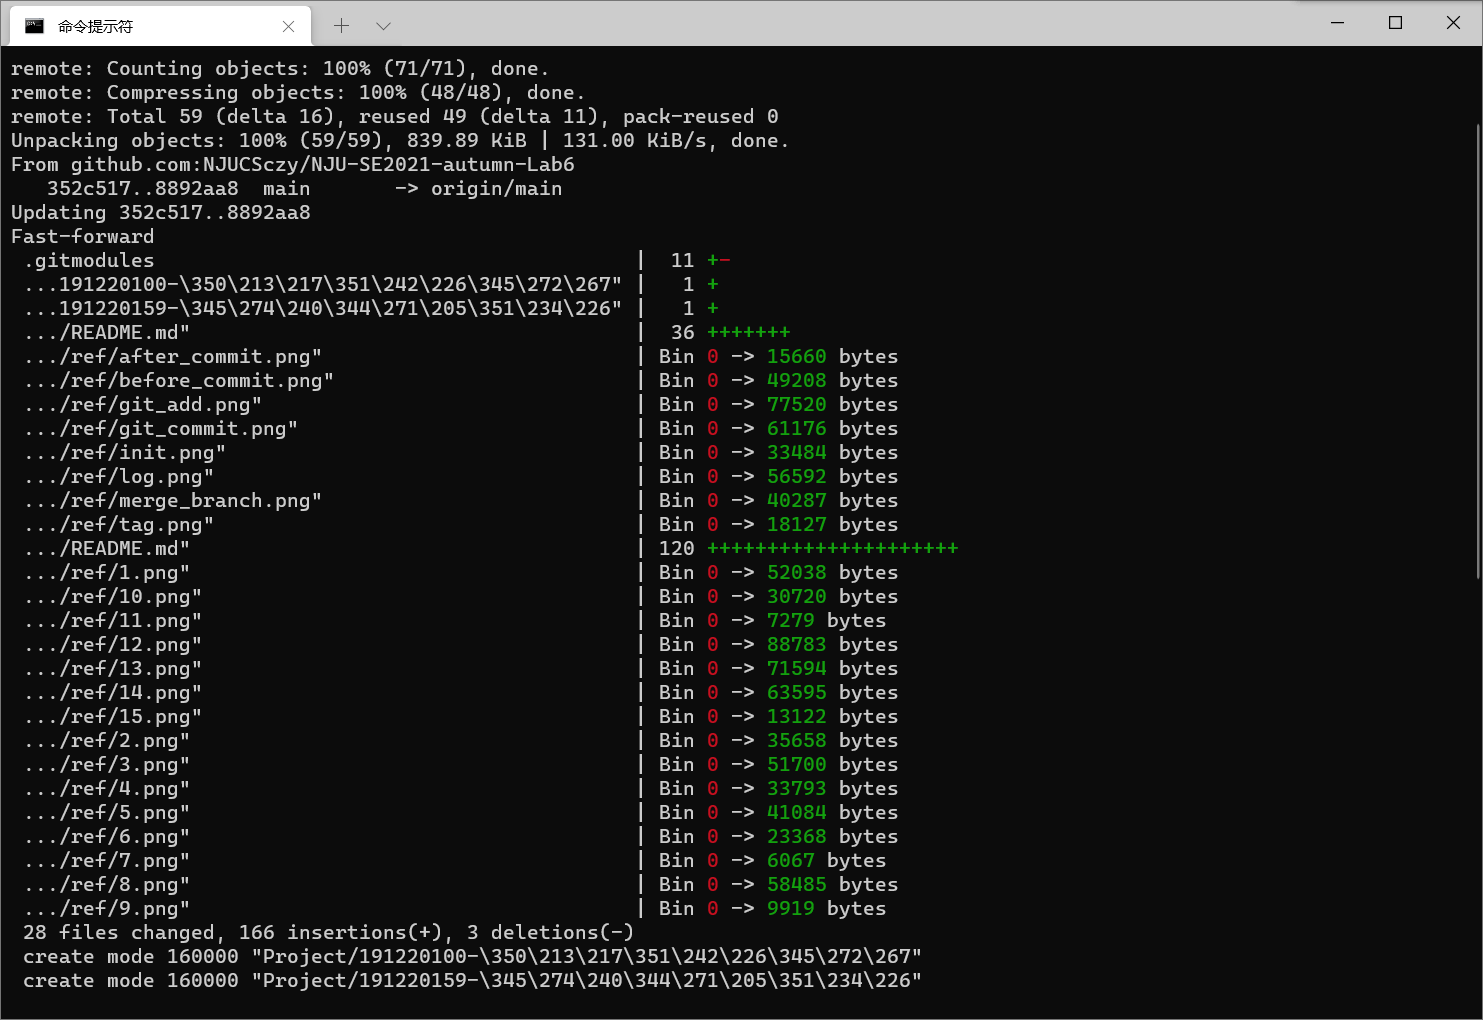 命令提示符
remote: Counting objects: 100% (71/71), done.
remote: Compressing objects: 100% (48/48), done.
remote: Total 59 (delta 16), reused 49 (delta 11), pack-reused 0
Unpacking objects: 100% (59/59), 839.89 KiB | 131.00 KiB/s, done.
From github.com:NJUCSczy/NJU-SE2021-autumn-Lab6
   352c517..8892aa8  main       -> origin/main
Updating 352c517..8892aa8
Fast-forward
 .gitmodules                                        |  11 +-
 ...191220100-\350\213\217\351\242\226\345\272\267" |   1 +
 ...191220159-\345\274\240\344\271\205\351\234\226" |   1 +
 .../README.md"                                     |  36 +++++++
 .../ref/after_commit.png"                          | Bin 0 -> 15660 bytes
 .../ref/before_commit.png"                         | Bin 0 -> 49208 bytes
 .../ref/git_add.png"                               | Bin 0 -> 77520 bytes
 .../ref/git_commit.png"                            | Bin 0 -> 61176 bytes
 .../ref/init.png"                                  | Bin 0 -> 33484 bytes
 .../ref/log.png"                                   | Bin 0 -> 56592 bytes
 .../ref/merge_branch.png"                          | Bin 0 -> 40287 bytes
 .../ref/tag.png"                                   | Bin 0 -> 18127 bytes
 .../README.md"                                     | 120 +++++++++++++++++++++
 .../ref/1.png"                                     | Bin 0 -> 52038 bytes
 .../ref/10.png"                                    | Bin 0 -> 30720 bytes
 .../ref/11.png"                                    | Bin 0 -> 7279 bytes
 .../ref/12.png"                                    | Bin 0 -> 88783 bytes
 .../ref/13.png"                                    | Bin 0 -> 71594 bytes
 .../ref/14.png"                                    | Bin 0 -> 63595 bytes
 .../ref/15.png"                                    | Bin 0 -> 13122 bytes
 .../ref/2.png"                                     | Bin 0 -> 35658 bytes
 .../ref/3.png"                                     | Bin 0 -> 51700 bytes
 .../ref/4.png"                                     | Bin 0 -> 33793 bytes
 .../ref/5.png"                                     | Bin 0 -> 41084 bytes
 .../ref/6.png"                                     | Bin 0 -> 23368 bytes
 .../ref/7.png"                                     | Bin 0 -> 6067 bytes
 .../ref/8.png"                                     | Bin 0 -> 58485 bytes
 .../ref/9.png"                                     | Bin 0 -> 9919 bytes
 28 files changed, 166 insertions(+), 3 deletions(-)
 create mode 160000 "Project/191220100-\350\213\217\351\242\226\345\272\267"
 create mode 160000 "Project/191220159-\345\274\240\344\271\205\351\234\226"